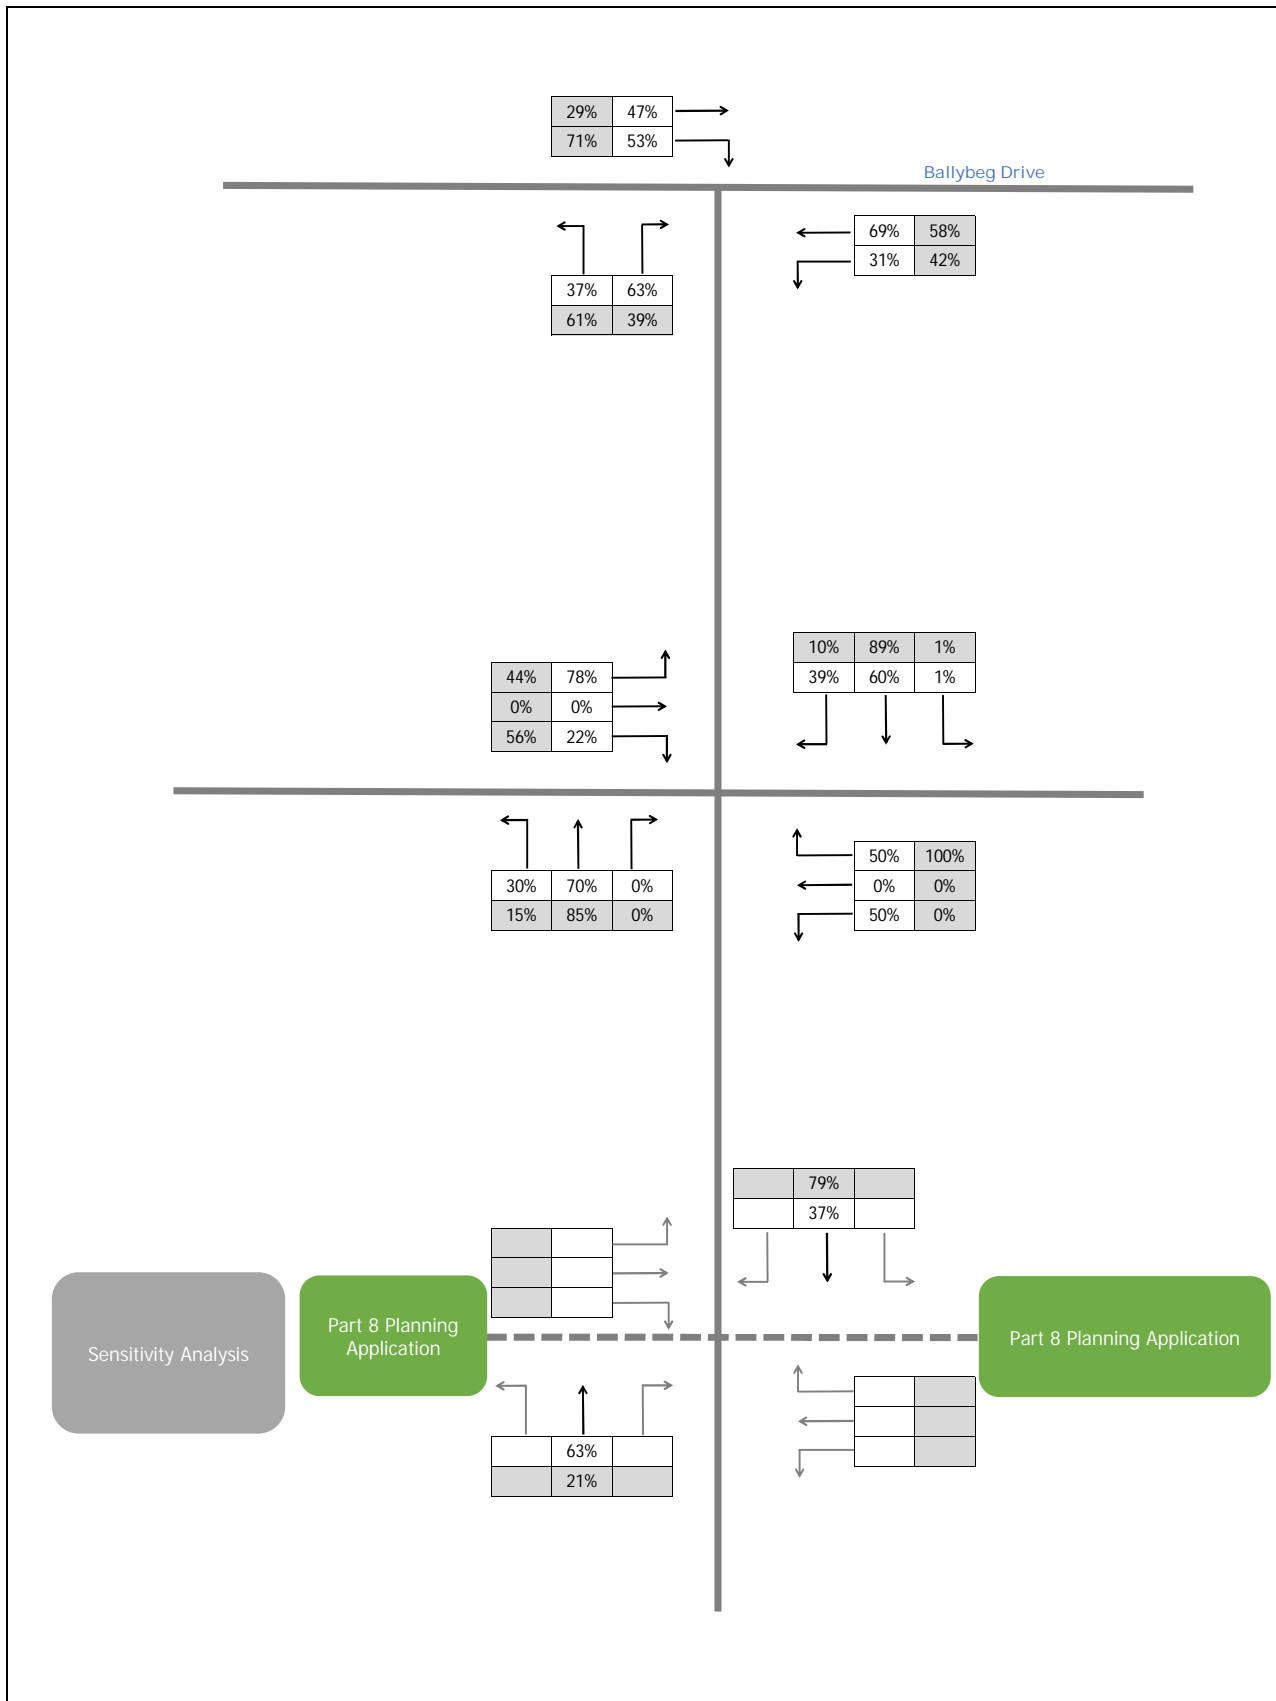 29% 47%
71% 53%
Ballybeg Drive
69% 58%
31% 42%
37% 63%
61% 39%
10% 89% 1%
39% 60% 1%
44% 78%
0% 0%
56% 22%
50% 100%
0% 0%
50% 0%
30% 70% 0%
15% 85% 0%
79%
37%
Sensitivity Analysis
Part 8 Planning
Application
Part 8 Planning Application
63%
21%